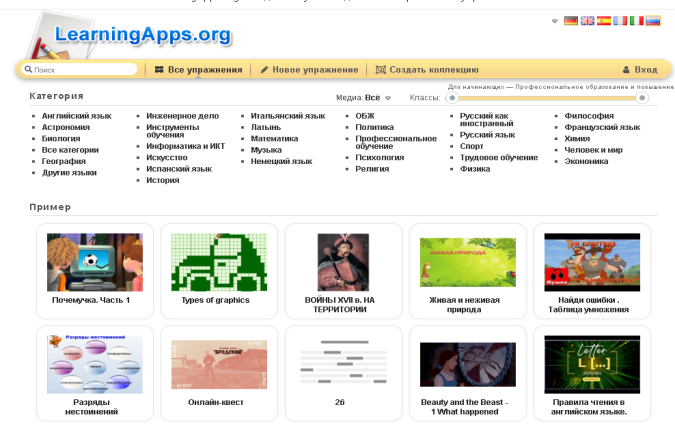 LearningApps.org
Поиск
Все упражнения
Новое упражнение
Создать коллекцию
Вход
Для начинающих — Профессиональное образование и повышение
Категория
Медиа: Всё
Классы:
Английский язык
Астрономия
Биология
Все категории
География
Другие языки
Инженерное дело
Инструменты
обучения
Информатика и ИКТ
Искусство
Испанский язык
История
Итальянский язык
Латынь
Математика
Музыка
Немецкий язык
ОБЖ
Политика
Профессиональное
обучение
Психология
Религия
Русский как
иностранный
Русский язык
Спорт
Трудовое обучение
Физика
Философия
Французский язык
Химия
Человек и мир
Экономика
Пример
Почемучка. Часть 1
Types of graphics
ВОЙНЫ XVII в. НА
ТЕРРИТОРИИ
ЖИВАЯ ПРИРОДА
Живая и неживая
природа
Три богатыря
Музыка
Найди ошибки .
Таблица умножения
Разряды местоимений
Разряды
местоимений
"БРОДСКИЙ"
Онлайн-квест
26
Beauty and the Beast -
1 What happened
Letter
L [...]
Правила чтения в
английском языке.